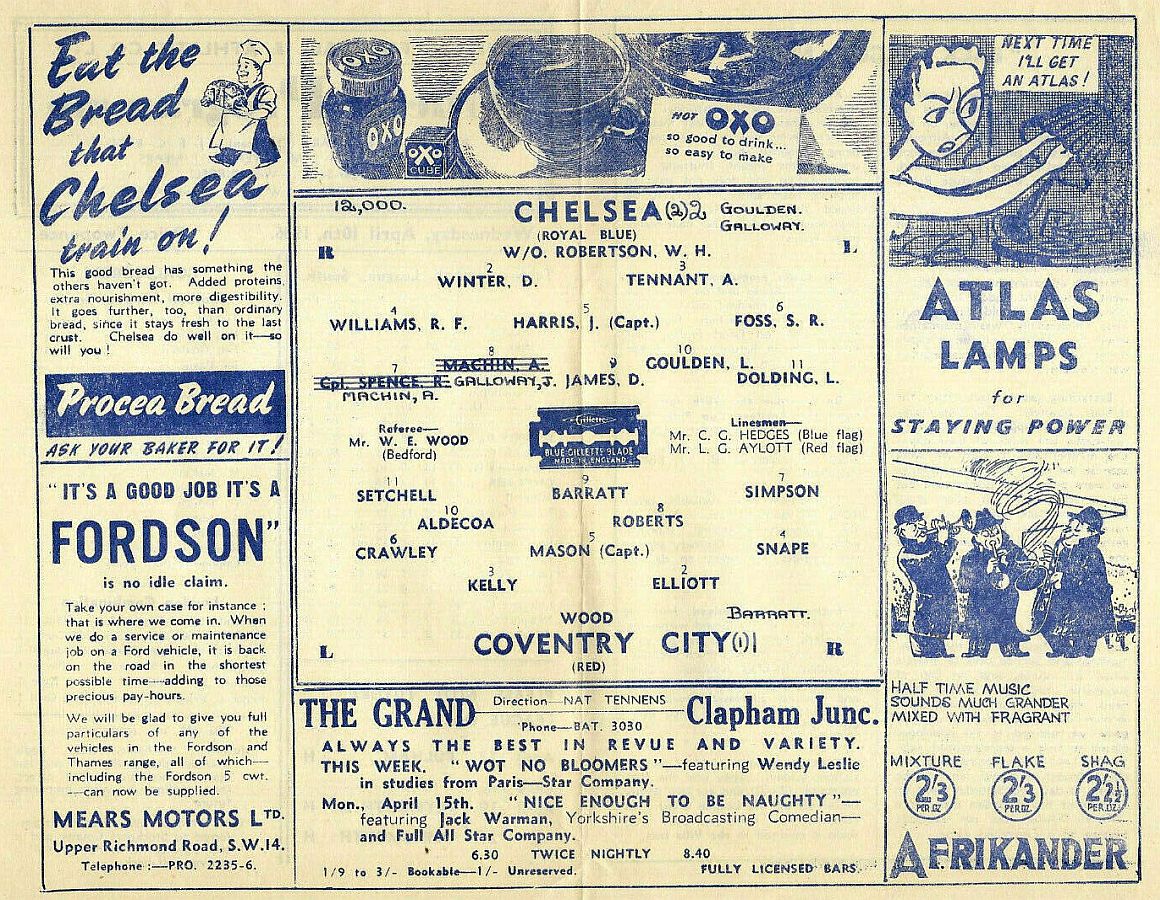 Eat the
Bread
that
Chelsea
train on!
This good bread has something the
others haven't got. Added proteins,
extra nourishment, more digestibility.
It goes further, too, than ordinary
bread, since it stays fresh to the last
crust. Chelsea do well on it—so
will you!
Procea Bread
ASK YOUR BAKER FOR IT!
"IT'S A GOOD JOB IT'S A
FORDSON"
is no idle claim.
Take your own case for instance;
that is where we come in. When
we do a service or maintenance
job on a Ford vehicle, it is back
on the road in the shortest
possible time—adding to those
precious pay-hours.
We will be glad to give you full
particulars of any of the
vehicles in the Fordson and
Thames range, all of which—
including the Fordson 5 cwt.
—can now be supplied.
MEARS MOTORS LTD.
Upper Richmond Road, S.W.14.
Telephone:—PRO. 2235-6.
OXO
OXO
OXO
CUBE
HOT OXO
so good to drink...
so easy to make
12,000.
CHELSEA (2) 2 GOULDEN.
GALLOWAY.
(ROYAL BLUE)
R W/O. ROBERTSON, W. H. L
2 3
WINTER, D. TENNANT, A.
4 5 6
WILLIAMS, R. F. HARRIS, J. (Capt.) FOSS, S. R.
8 9 10
MACHIN, A. GOULDEN, L.
7 11
Cpl. SPENCE, R. GALLOWAY, J. JAMES, D. DOLDING, L.
MACHIN, A.
Referee—
Mr. W. E. WOOD
(Bedford)
Gillette
BLUE GILLETTE BLADE
MADE IN ENGLAND
Linesmen—
Mr. C. G. HEDGES (Blue flag)
Mr. L. G. AYLOTT (Red flag)
11 9 7
SETCHELL BARRATT SIMPSON
10 8
ALDECOA ROBERTS
6 5 4
CRAWLEY MASON (Capt.) SNAPE
3 2
KELLY ELLIOTT
WOOD BARRATT.
L COVENTRY CITY (1) 1 R
(RED)
THE GRAND Direction—NAT TENNENS Clapham Junc.
'Phone—BAT. 3030
ALWAYS THE BEST IN REVUE AND VARIETY.
THIS WEEK. "WOT NO BLOOMERS"—featuring Wendy Leslie
in studies from Paris—Star Company.
Mon., April 15th. "NICE ENOUGH TO BE NAUGHTY"—
featuring Jack Warman, Yorkshire's Broadcasting Comedian—
and Full All Star Company.
6.30 TWICE NIGHTLY 8.40
1/9 to 3/- Bookable—1/- Unreserved. FULLY LICENSED BARS.
NEXT TIME
I'LL GET
AN ATLAS!
ATLAS
LAMPS
for
STAYING POWER
HALF TIME MUSIC
SOUNDS MUCH GRANDER
MIXED WITH FRAGRANT
MIXTURE FLAKE SHAG
2'3 2'3 2'2½
PER OZ. PER OZ. PER OZ.
AFRIKANDER